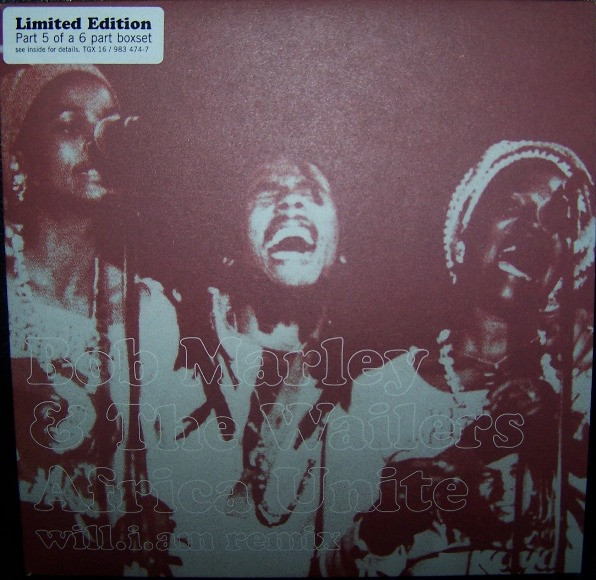 Limited Edition
Part 5 of a 6 part boxset
see inside for details. TGX 16 / 983 474-7
Bob Marley
& The Wailers
Africa Unite
will.i.am remix